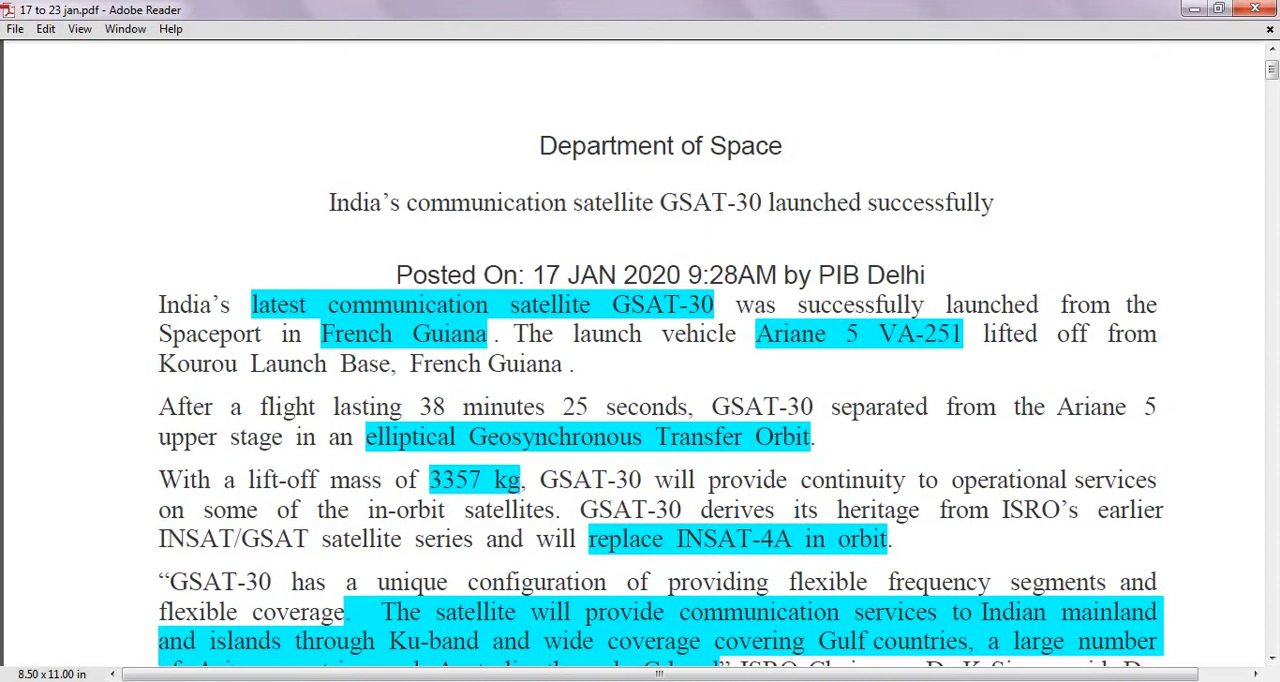 17 to 23 jan.pdf - Adobe Reader
File Edit View Window Help
Department of Space
India’s communication satellite GSAT-30 launched successfully
Posted On: 17 JAN 2020 9:28AM by PIB Delhi
India’s latest communication satellite GSAT-30 was successfully launched from the
Spaceport in French Guiana . The launch vehicle Ariane 5 VA-251 lifted off from
Kourou Launch Base, French Guiana .
After a flight lasting 38 minutes 25 seconds, GSAT-30 separated from the Ariane 5
upper stage in an elliptical Geosynchronous Transfer Orbit.
With a lift-off mass of 3357 kg, GSAT-30 will provide continuity to operational services
on some of the in-orbit satellites. GSAT-30 derives its heritage from ISRO’s earlier
INSAT/GSAT satellite series and will replace INSAT-4A in orbit.
“GSAT-30 has a unique configuration of providing flexible frequency segments and
flexible coverage. The satellite will provide communication services to Indian mainland
and islands through Ku-band and wide coverage covering Gulf countries, a large number
8.50 x 11.00 in